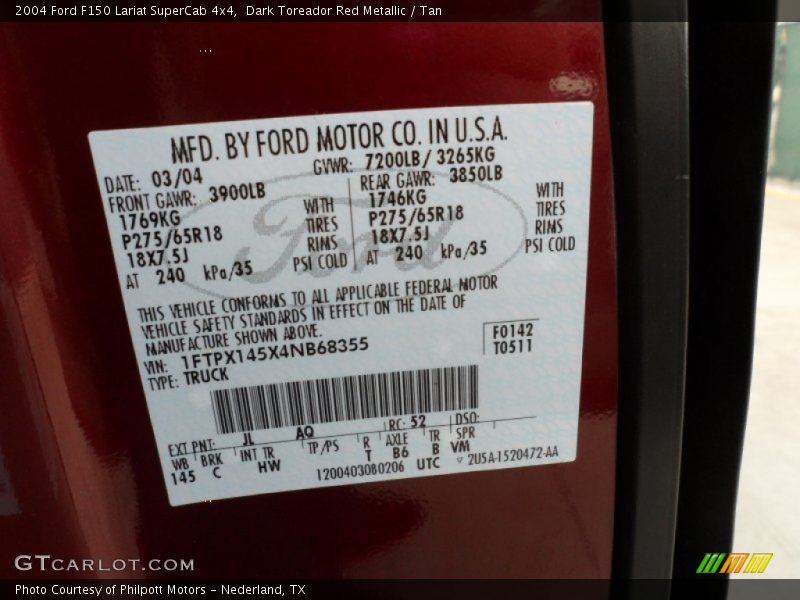 2004 Ford F150 Lariat SuperCab 4x4,  Dark Toreador Red Metallic / Tan
MFD. BY FORD MOTOR CO. IN U.S.A.
DATE: 03/04 GVWR: 7200LB/ 3265KG
FRONT GAWR: 3900LB REAR GAWR: 3850LB
1769KG WITH 1746KG WITH
P275/65R18 TIRES P275/65R18 TIRES
18X7.5J RIMS 18X7.5J RIMS
AT 240 kPa/35 PSI COLD AT 240 kPa/35 PSI COLD
Ford
THIS VEHICLE CONFORMS TO ALL APPLICABLE FEDERAL MOTOR
VEHICLE SAFETY STANDARDS IN EFFECT ON THE DATE OF
MANUFACTURE SHOWN ABOVE.
VIN: 1FTPX145X4NB68355 F0142
TYPE: TRUCK T0511
EXT PNT: JL AQ RC: 52 DSO:
WB BRK INT TR TP/PS R AXLE TR SPR
145 C HW T B6 B VM
1200403080206 UTC ▽ 2U5A-1520472-AA
GTCARLOT.COM
Photo Courtesy of Philpott Motors - Nederland, TX